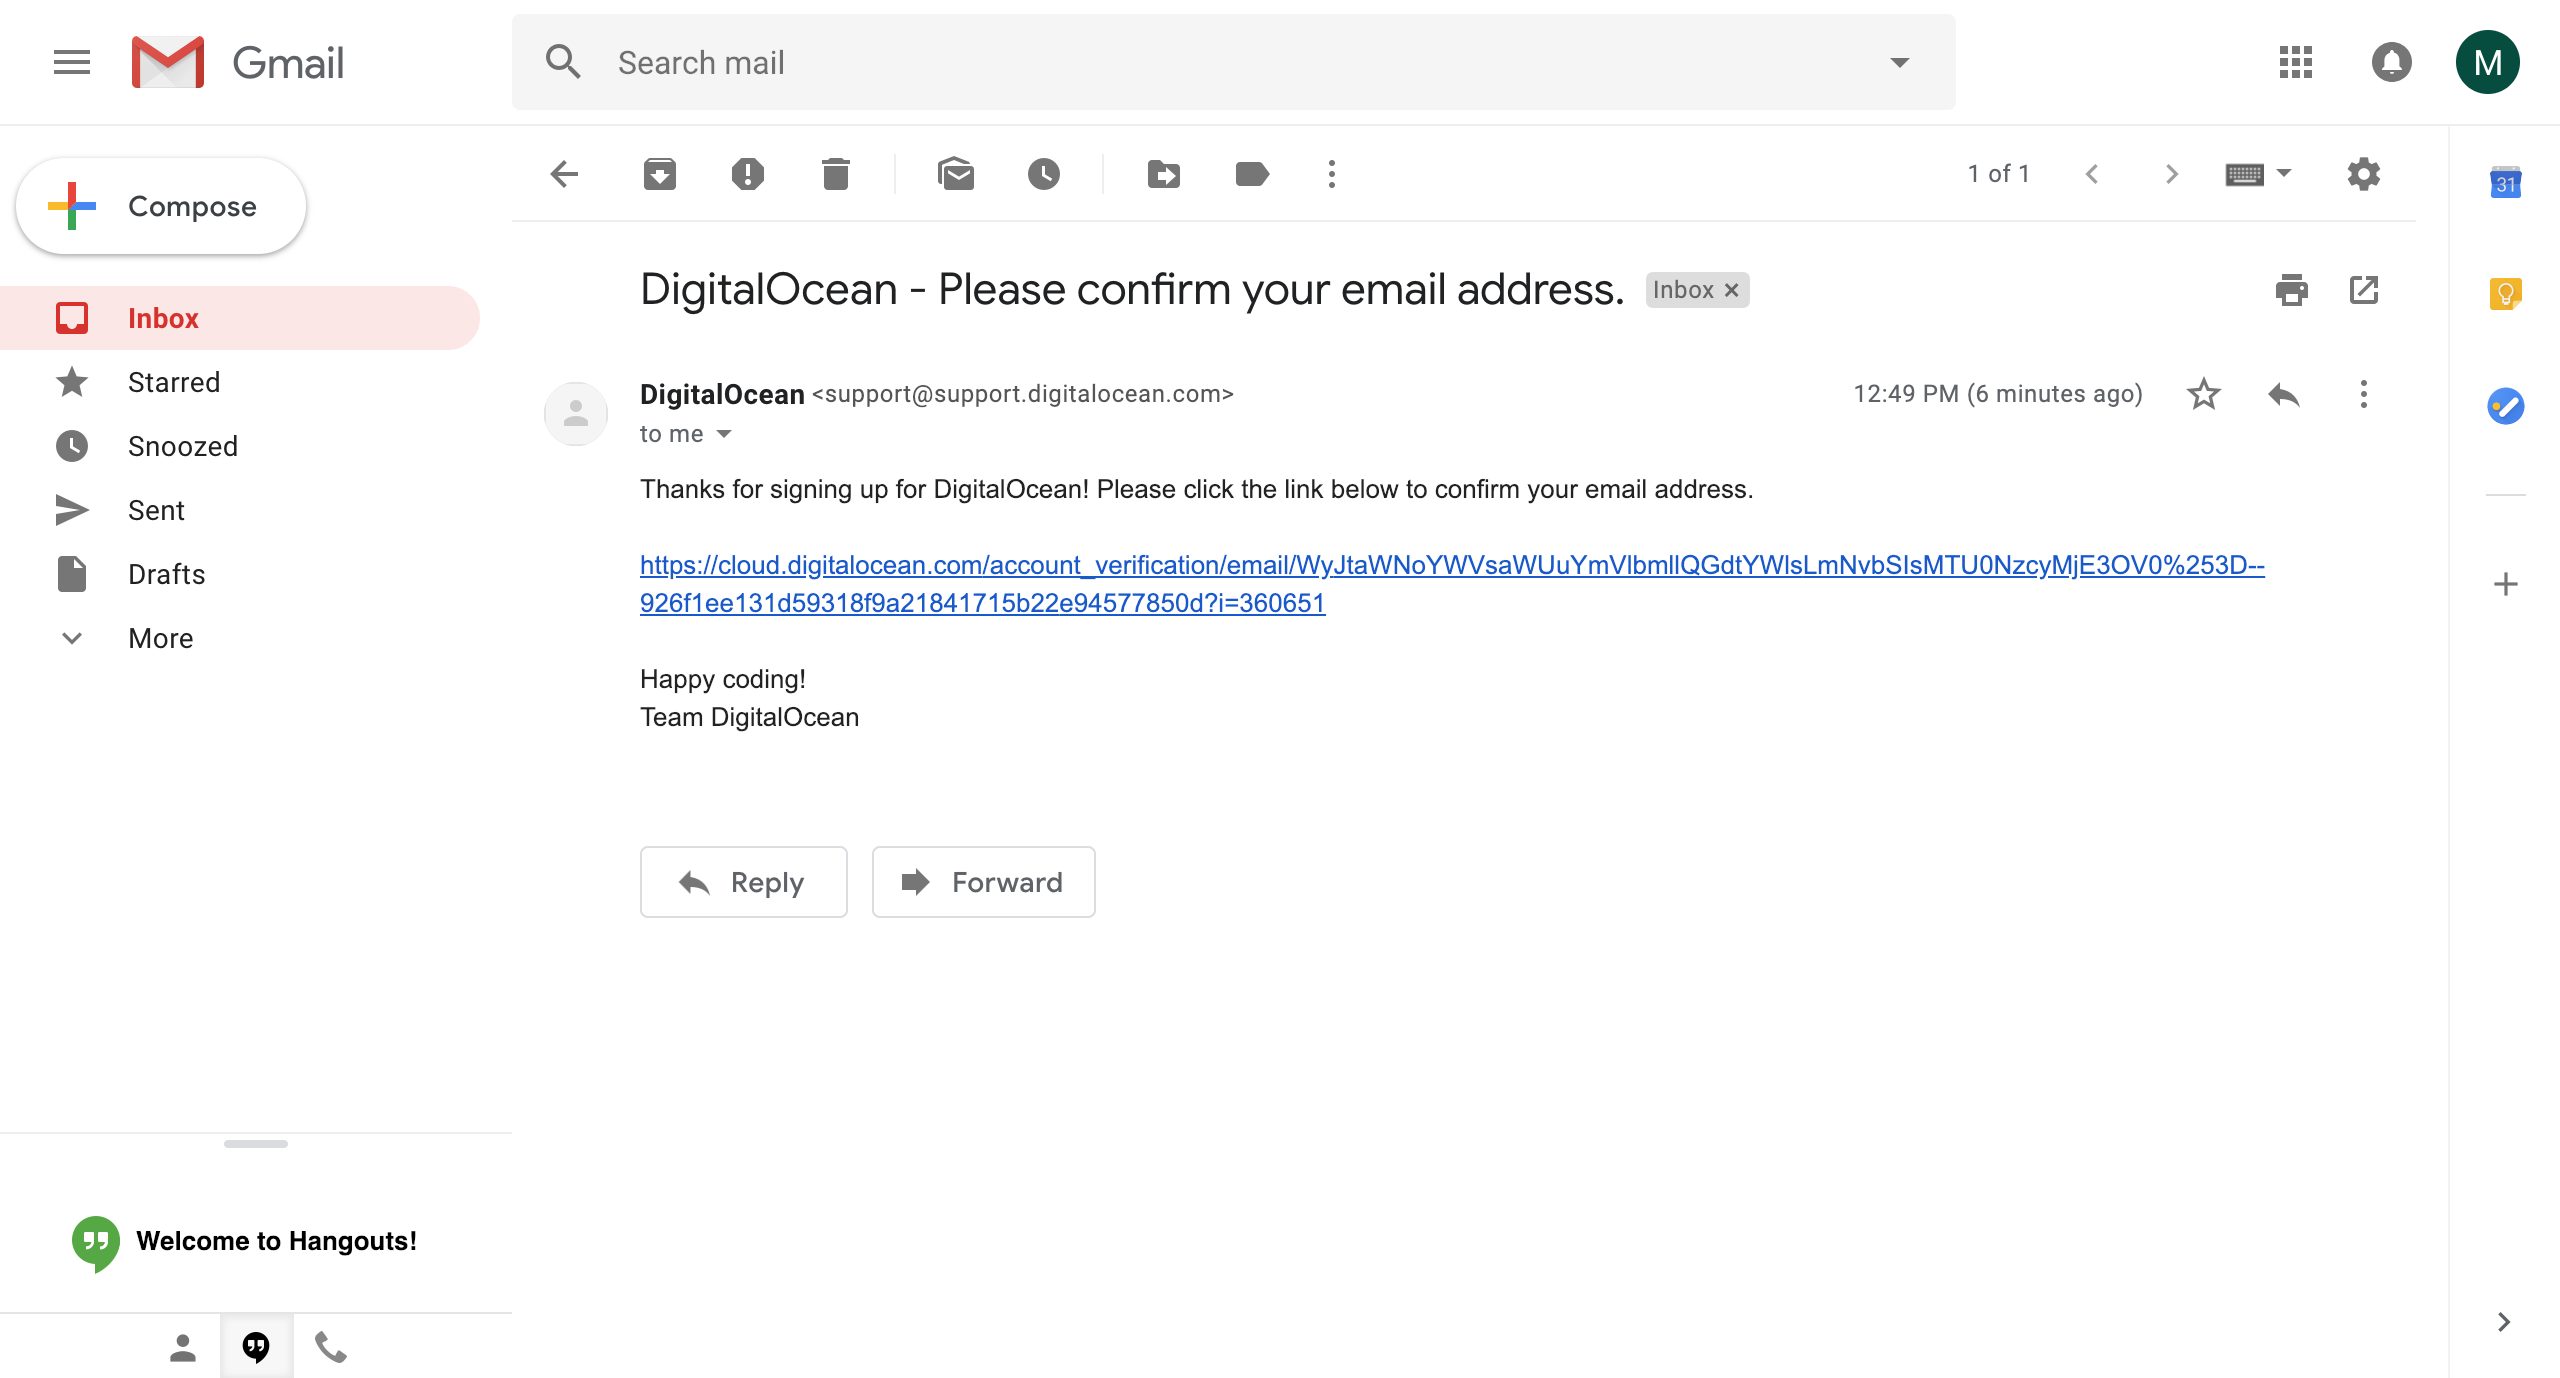 Gmail
Search mail
M
Compose
Inbox
Starred
Snoozed
Sent
Drafts
More
1 of 1
31
DigitalOcean - Please confirm your email address. Inbox ×
DigitalOcean <support@support.digitalocean.com> 12:49 PM (6 minutes ago)
to me
Thanks for signing up for DigitalOcean! Please click the link below to confirm your email address.
https://cloud.digitalocean.com/account_verification/email/WyJtaWNoYWVsaWUuYmVlbmllQGdtYWlsLmNvbSIsMTU0NzcyMjE3OV0%253D--
926f1ee131d59318f9a21841715b22e94577850d?i=360651
Happy coding!
Team DigitalOcean
Reply Forward
Welcome to Hangouts!